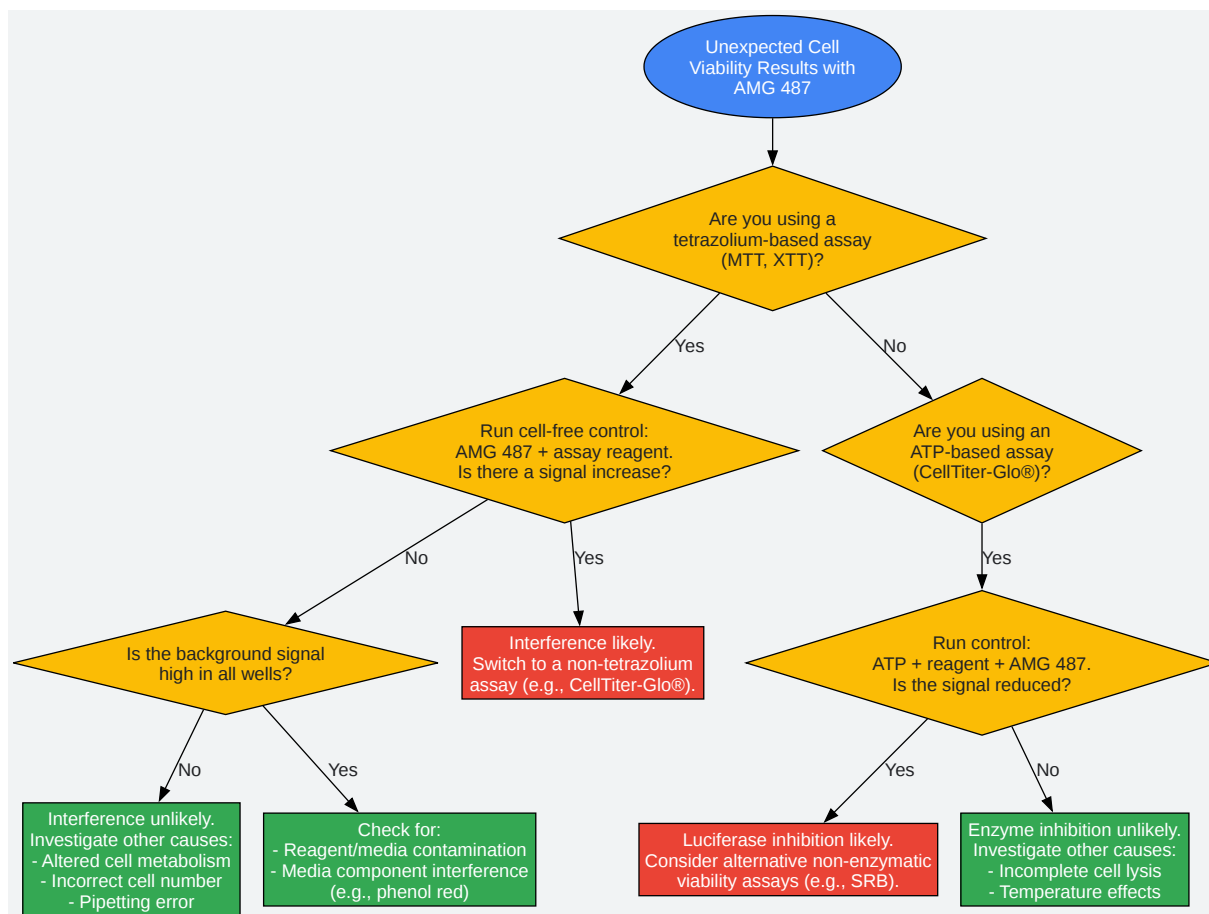 Unexpected Cell
Viability Results with
AMG 487
Are you using a
tetrazolium-based assay
(MTT, XTT)?
Yes
No
Run cell-free control:
AMG 487 + assay reagent.
Is there a signal increase?
Are you using an
ATP-based assay
(CellTiter-Glo®)?
No
Yes
Yes
Is the background signal
high in all wells?
Interference likely.
Switch to a non-tetrazolium
assay (e.g., CellTiter-Glo®).
Run control:
ATP + reagent + AMG 487.
Is the signal reduced?
No
Yes
Yes
No
Interference unlikely.
Investigate other causes:
- Altered cell metabolism
- Incorrect cell number
- Pipetting error
Check for:
- Reagent/media contamination
- Media component interference
(e.g., phenol red)
Luciferase inhibition likely.
Consider alternative non-enzymatic
viability assays (e.g., SRB).
Enzyme inhibition unlikely.
Investigate other causes:
- Incomplete cell lysis
- Temperature effects